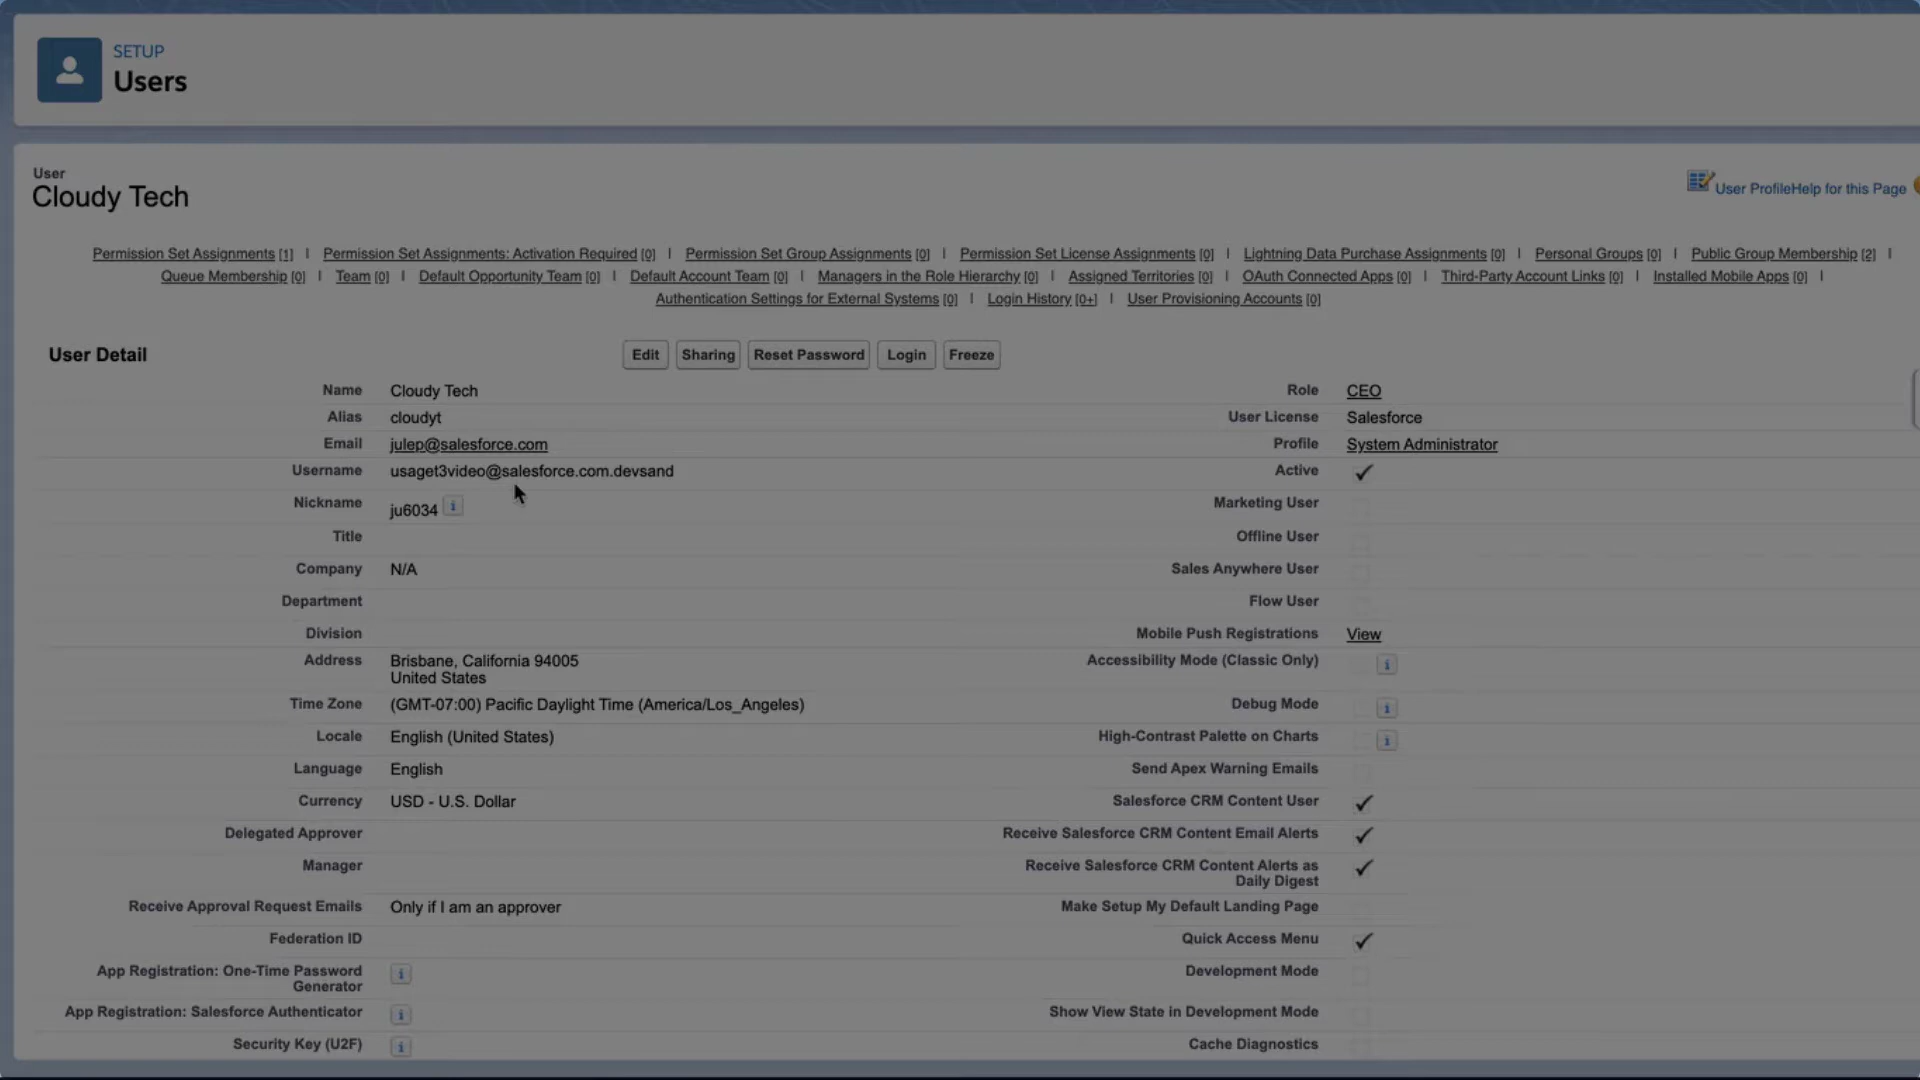 SETUP
Users
User
Cloudy Tech
User ProfileHelp for this Page
Permission Set Assignments [1] | Permission Set Assignments: Activation Required [0] | Permission Set Group Assignments [0] | Permission Set License Assignments [0] | Lightning Data Purchase Assignments [0] | Personal Groups [0] | Public Group Membership [2] |
Queue Membership [0] | Team [0] | Default Opportunity Team [0] | Default Account Team [0] | Managers in the Role Hierarchy [0] | Assigned Territories [0] | OAuth Connected Apps [0] | Third-Party Account Links [0] | Installed Mobile Apps [0] |
Authentication Settings for External Systems [0] | Login History [0+] | User Provisioning Accounts [0]
User Detail Edit Sharing Reset Password Login Freeze
Name Cloudy Tech Role CEO
Alias cloudyt User License Salesforce
Email julep@salesforce.com Profile System Administrator
Username usaget3video@salesforce.com.devsand Active
Nickname ju6034 i Marketing User
Title Offline User
Company N/A Sales Anywhere User
Department Flow User
Division Mobile Push Registrations View
Address Brisbane, California 94005 Accessibility Mode (Classic Only) i
United States
Time Zone (GMT-07:00) Pacific Daylight Time (America/Los_Angeles) Debug Mode i
Locale English (United States) High-Contrast Palette on Charts i
Language English Send Apex Warning Emails
Currency USD - U.S. Dollar Salesforce CRM Content User
Delegated Approver Receive Salesforce CRM Content Email Alerts
Manager Receive Salesforce CRM Content Alerts as
Daily Digest
Receive Approval Request Emails Only if I am an approver Make Setup My Default Landing Page
Federation ID Quick Access Menu
App Registration: One-Time Password i Development Mode
Generator
App Registration: Salesforce Authenticator i Show View State in Development Mode
Security Key (U2F) i Cache Diagnostics